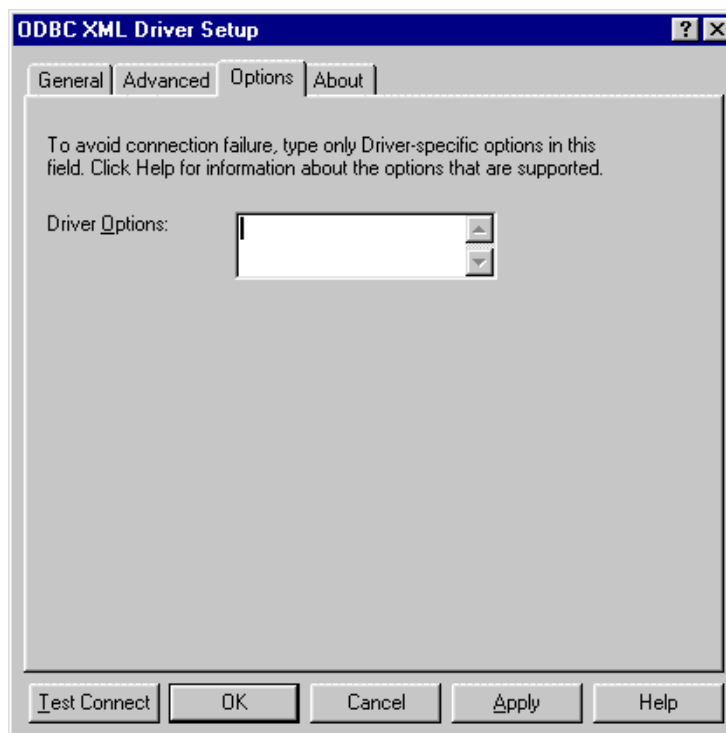 ODBC XML Driver Setup
General Advanced Options About
To avoid connection failure, type only Driver-specific options in this
field. Click Help for information about the options that are supported.
Driver Options:
Test Connect OK Cancel Apply Help